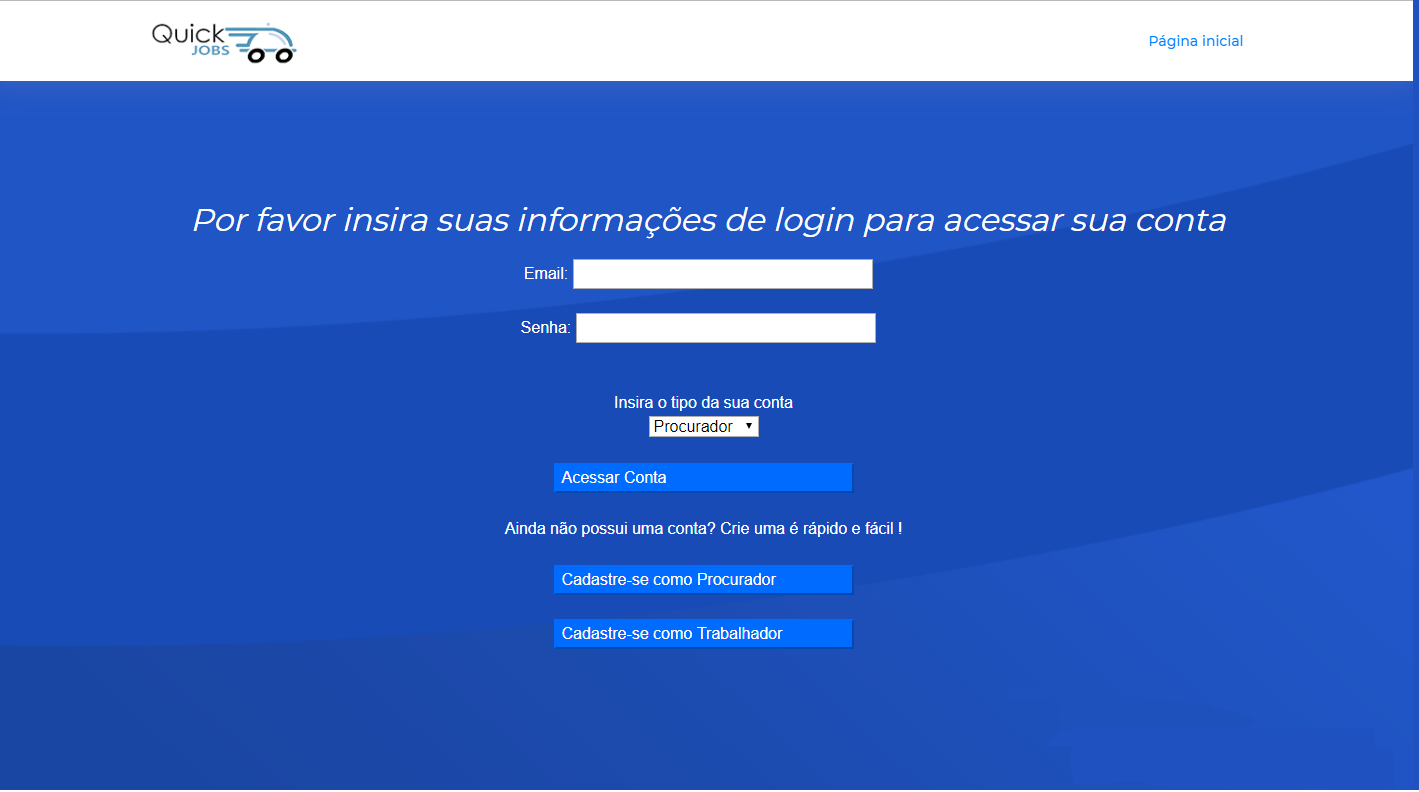 Quick
JOBS
Página inicial
Por favor insira suas informações de login para acessar sua conta
Email:
Senha:
Insira o tipo da sua conta
Procurador
Acessar Conta
Ainda não possui uma conta? Crie uma é rápido e fácil !
Cadastre-se como Procurador
Cadastre-se como Trabalhador